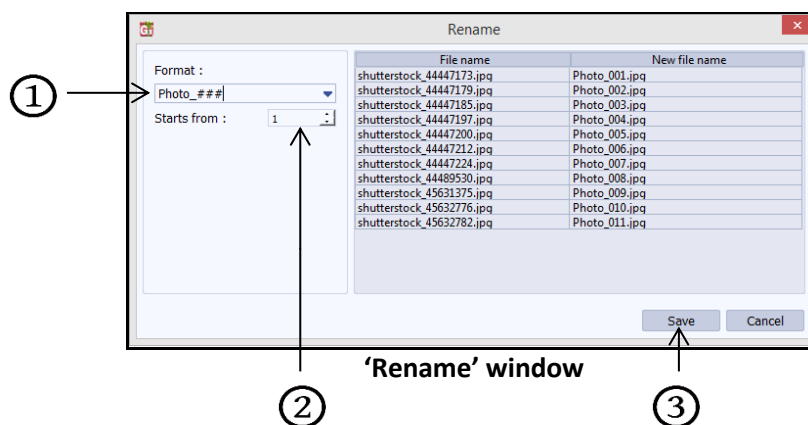 GT Rename ×
Format :
Photo_###
Starts from : 1
File name New file name
shutterstock_44447173.jpg Photo_001.jpg
shutterstock_44447179.jpg Photo_002.jpg
shutterstock_44447185.jpg Photo_003.jpg
shutterstock_44447197.jpg Photo_004.jpg
shutterstock_44447200.jpg Photo_005.jpg
shutterstock_44447212.jpg Photo_006.jpg
shutterstock_44447224.jpg Photo_007.jpg
shutterstock_44489530.jpg Photo_008.jpg
shutterstock_45631375.jpg Photo_009.jpg
shutterstock_45632776.jpg Photo_010.jpg
shutterstock_45632782.jpg Photo_011.jpg
Save Cancel
①
‘Rename’ window
② ③